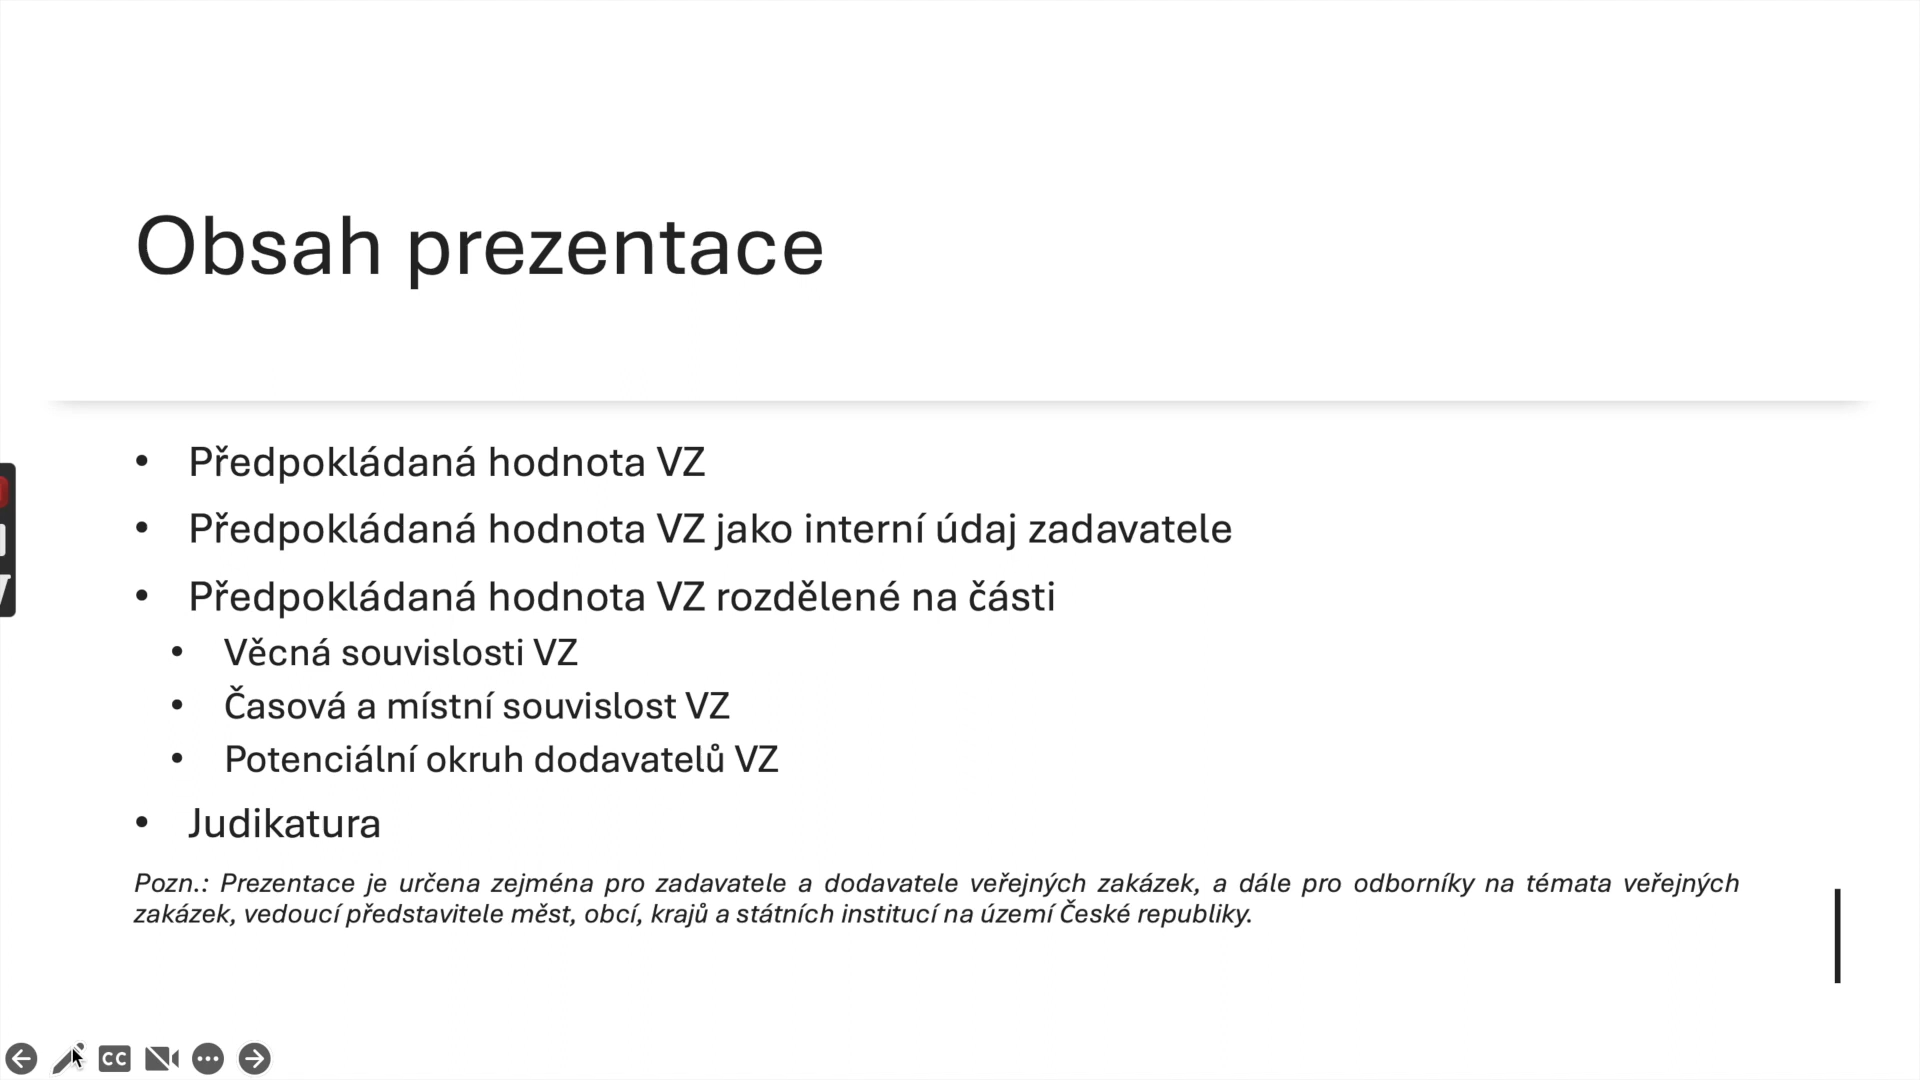 Obsah prezentace
• Předpokládaná hodnota VZ
• Předpokládaná hodnota VZ jako interní údaj zadavatele
• Předpokládaná hodnota VZ rozdělené na části
• Věcná souvislosti VZ
• Časová a místní souvislost VZ
• Potenciální okruh dodavatelů VZ
• Judikatura
Pozn.: Prezentace je určena zejména pro zadavatele a dodavatele veřejných zakázek, a dále pro odborníky na témata veřejných
zakázek, vedoucí představitele měst, obcí, krajů a státních institucí na území České republiky.
CC